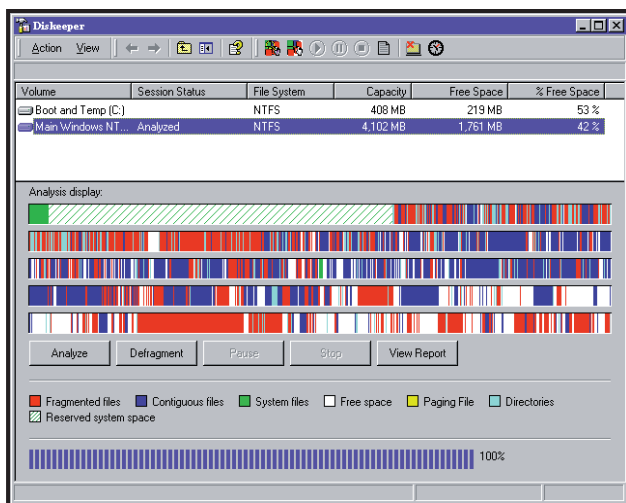 Diskeeper
Action View
Volume Session Status File System Capacity Free Space % Free Space
Boot and Temp (C:) NTFS 408 MB 219 MB 53 %
Main Windows NT... Analyzed NTFS 4,102 MB 1,761 MB 42 %
Analysis display:
Analyze Defragment Pause Stop View Report
Fragmented files Contiguous files System files Free space Paging File Directories
Reserved system space
100%